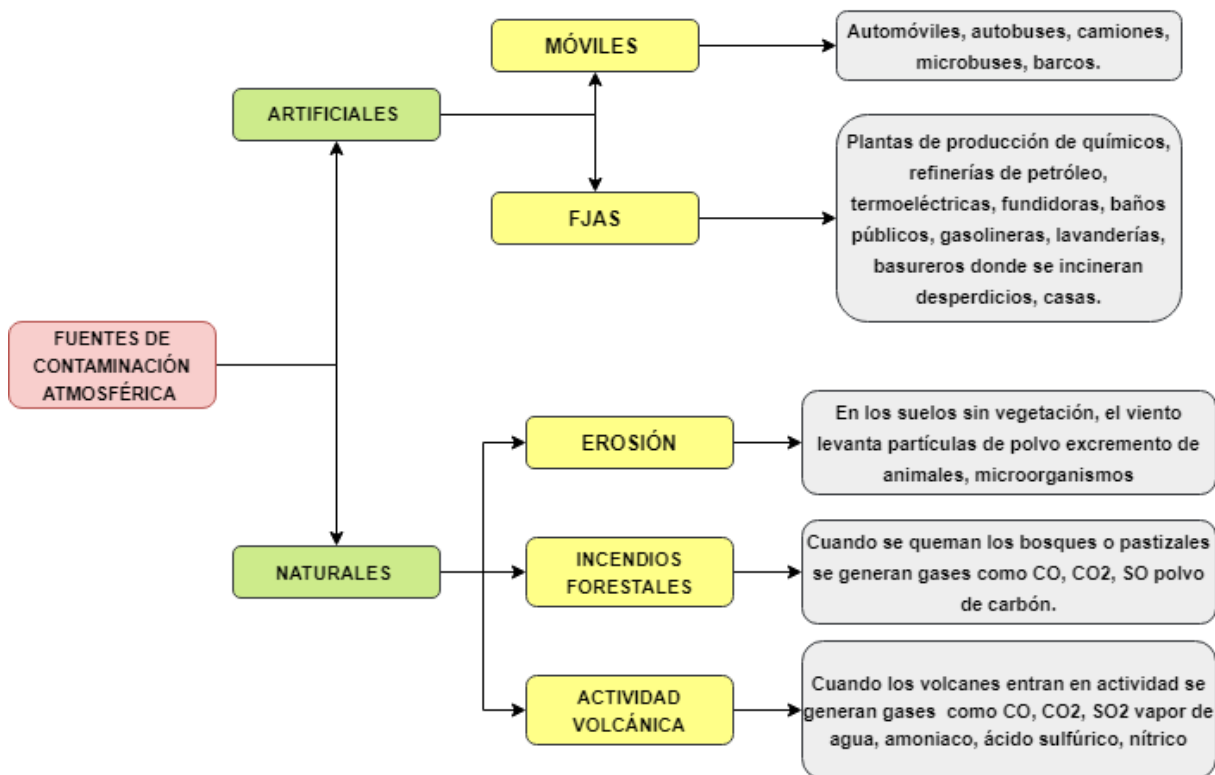 MÓVILES
Automóviles, autobuses, camiones,
microbuses, barcos.
ARTIFICIALES
FJAS
Plantas de producción de químicos,
refinerías de petróleo,
termoeléctricas, fundidoras, baños
públicos, gasolineras, lavanderías,
basureros donde se incineran
desperdicios, casas.
FUENTES DE
CONTAMINACIÓN
ATMOSFÉRICA
EROSIÓN
En los suelos sin vegetación, el viento
levanta partículas de polvo excremento de
animales, microorganismos
NATURALES
INCENDIOS
FORESTALES
Cuando se queman los bosques o pastizales
se generan gases como CO, CO2, SO polvo
de carbón.
ACTIVIDAD
VOLCÁNICA
Cuando los volcanes entran en actividad se
generan gases como CO, CO2, SO2 vapor de
agua, amoniaco, ácido sulfúrico, nítrico